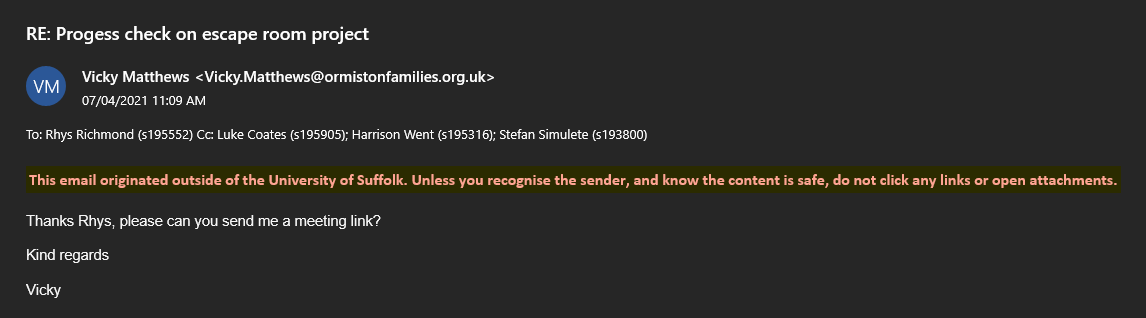 RE: Progess check on escape room project
VM
Vicky Matthews <Vicky.Matthews@ormistonfamilies.org.uk>
07/04/2021 11:09 AM
To: Rhys Richmond (s195552) Cc: Luke Coates (s195905); Harrison Went (s195316); Stefan Simulete (s193800)
This email originated outside of the University of Suffolk. Unless you recognise the sender, and know the content is safe, do not click any links or open attachments.
Thanks Rhys, please can you send me a meeting link?
Kind regards
Vicky